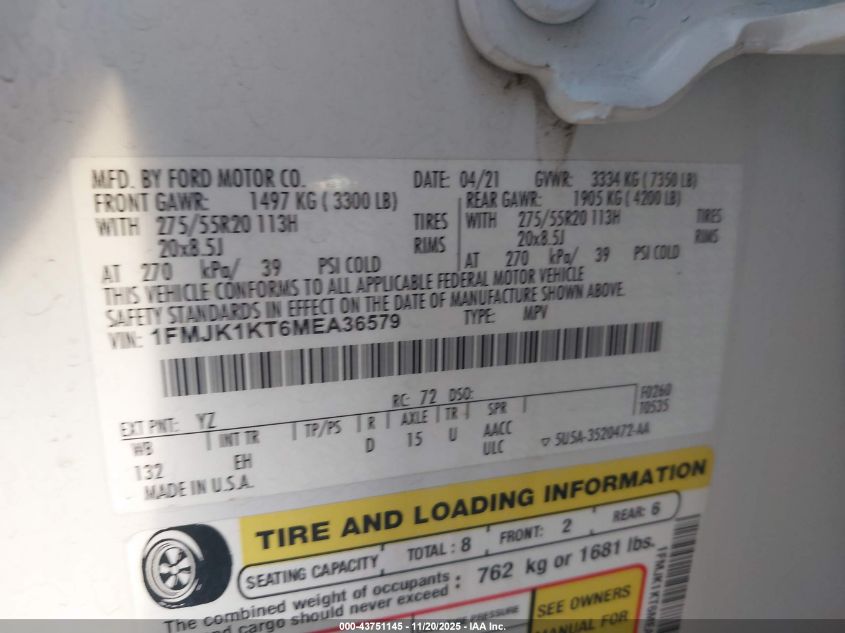 MFD. BY FORD MOTOR CO. DATE: 04/21 GVWR: 3334 KG ( 7350 LB)
FRONT GAWR: 1497 KG ( 3300 LB) REAR GAWR: 1905 KG ( 4200 LB)
WITH 275/55R20 113H TIRES WITH 275/55R20 113H TIRES
20x8.5J RIMS 20x8.5J RIMS
AT 270 kPa/ 39 PSI COLD AT 270 kPa/ 39 PSI COLD
THIS VEHICLE CONFORMS TO ALL APPLICABLE FEDERAL MOTOR VEHICLE
SAFETY STANDARDS IN EFFECT ON THE DATE OF MANUFACTURE SHOWN ABOVE.
VIN: 1FMJK1KT6MEA36579 TYPE: MPV
F0260
T0535
EXT PNT: YZ RC: 72 DSO:
WB INT TR TP/PS R AXLE TR SPR
132 EH D 15 U AACC
ULC
5USA-3520472-AA
MADE IN U.S.A.
TIRE AND LOADING INFORMATION
SEATING CAPACITY TOTAL : 8 FRONT: 2 REAR: 6
The combined weight of occupants
and cargo should never exceed : 762 kg or 1681 lbs.
SEE OWNERS
MANUAL FOR
000-43751145 - 11/20/2025 - IAA Inc.